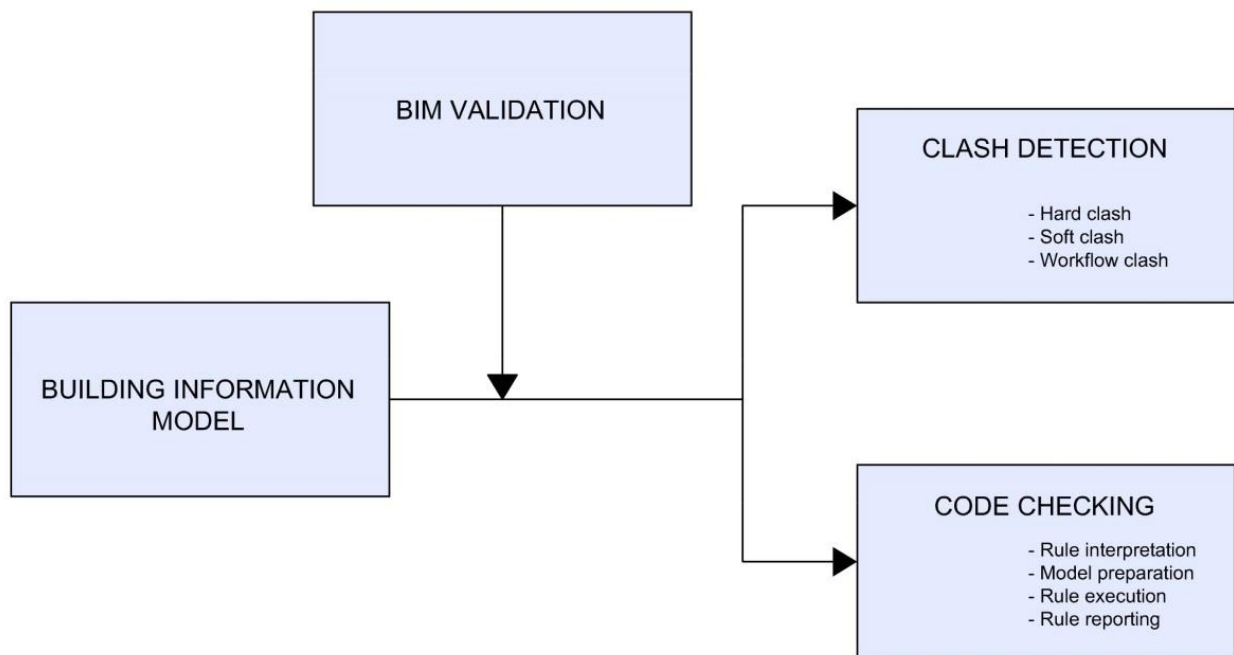 BIM VALIDATION
CLASH DETECTION
- Hard clash
- Soft clash
- Workflow clash
BUILDING INFORMATION
MODEL
CODE CHECKING
- Rule interpretation
- Model preparation
- Rule execution
- Rule reporting